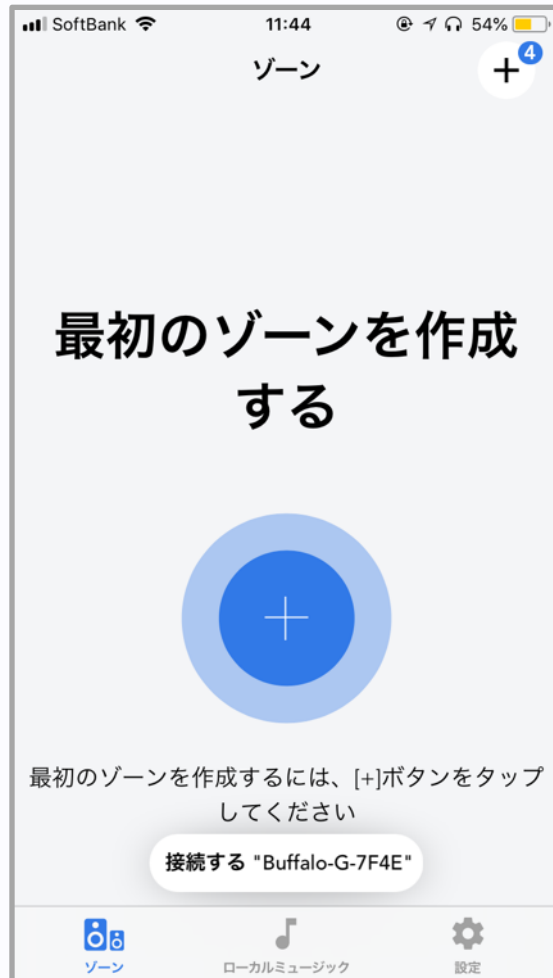 SoftBank 11:44 54%
ゾーン
4
最初のゾーンを作成
する
最初のゾーンを作成するには、[+]ボタンをタップ
してください
接続する "Buffalo-G-7F4E"
ゾーン ローカルミュージック 設定